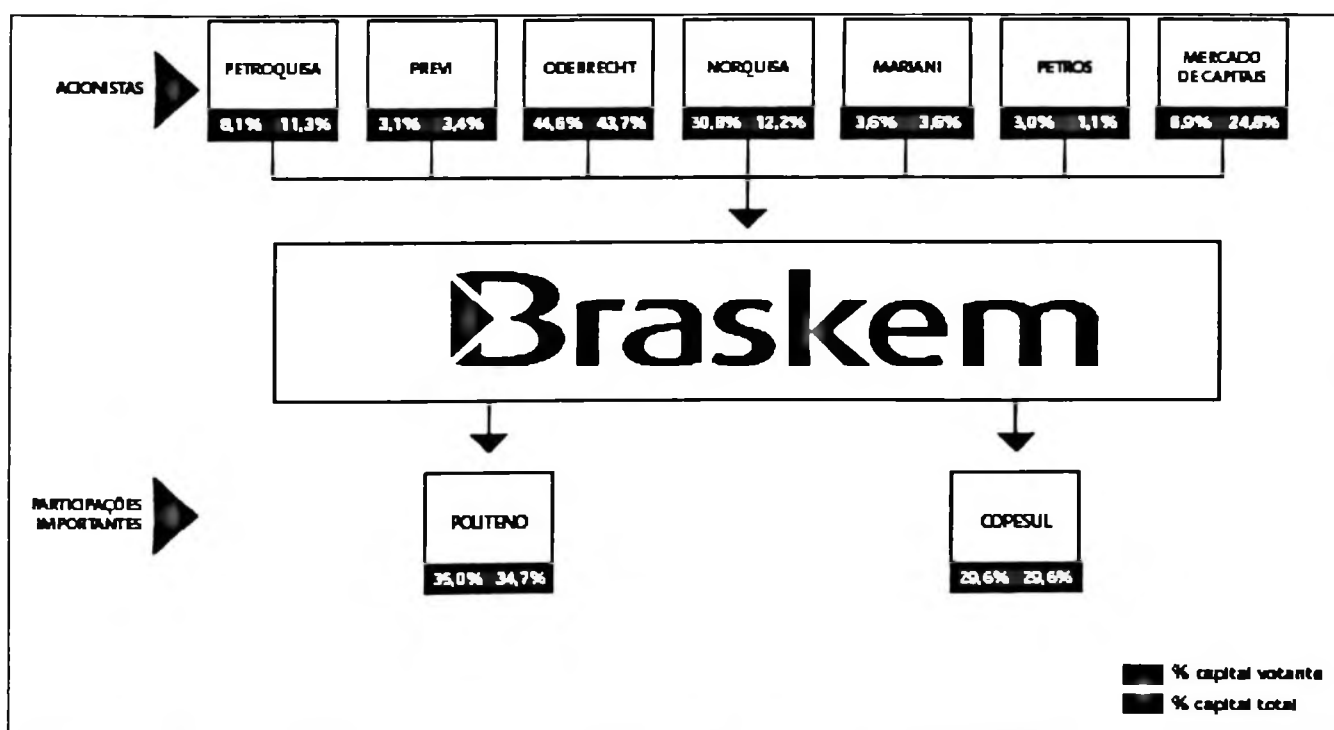 ACIONISTAS
PETROQUISA
8,1% 11,3%
PREVI
3,1% 3,4%
ODEBRECHT
44,6% 43,7%
NORQUISA
30,8% 12,2%
MARIANI
3,6% 3,6%
PETROS
3,0% 1,1%
MERCADO
DE CAPITAIS
6,9% 24,8%
Braskem
PARTICIPAÇÕES
IMPORTANTES
POLITENO
35,0% 34,7%
COPESUL
29,6% 29,6%
% capital votante
% capital total